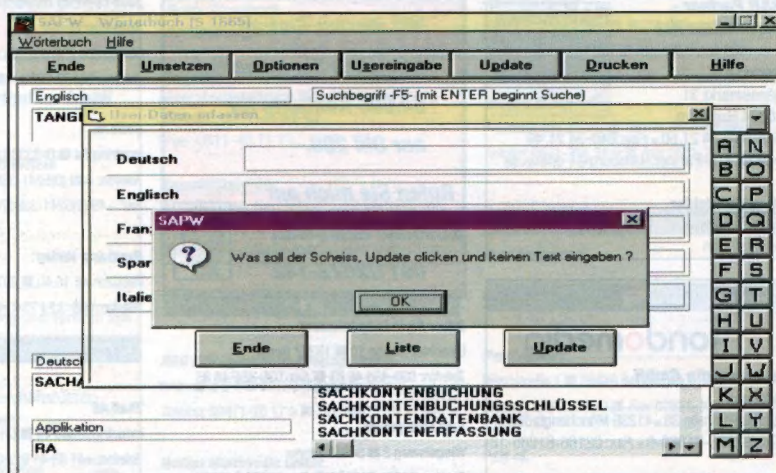 SAPW - Wörterbuch [S 1665]
Wörterbuch Hilfe
Ende Umsetzen Optionen Usereingabe Update Drucken Hilfe
Englisch Suchbegriff -F5- (mit ENTER beginnt Suche)
TANGI
User-Daten erfassen
Deutsch
Englisch
Fran
Span
Italie
SAPW
Was soll der Scheiss, Update clicken und keinen Text eingeben ?
OK
Ende Liste Update
A N
B O
C P
D Q
E R
F S
G T
H U
I V
J W
K X
L Y
M Z
Deutsch
SACHA
Applikation
RA
SACHKONTENBUCHUNG
SACHKONTENBUCHUNGSSCHLÜSSEL
SACHKONTENDATENBANK
SACHKONTENERFASSUNG